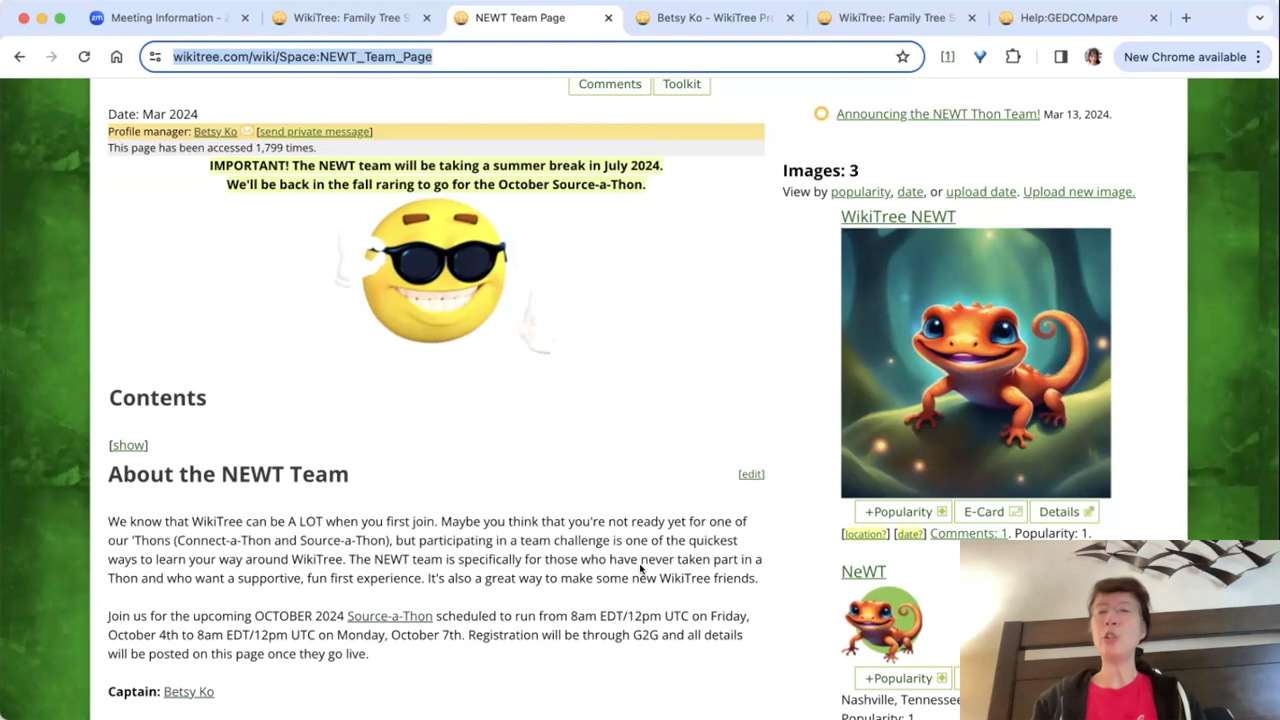 Meeting Information - Z
WikiTree: Family Tree S
NEWT Team Page
Betsy Ko - WikiTree Pr
WikiTree: Family Tree S
Help:GEDCOMpare
wikitree.com/wiki/Space:NEWT_Team_Page
New Chrome available
Comments
Toolkit
Date: Mar 2024
Profile manager: Betsy Ko [send private message]
This page has been accessed 1,799 times.
IMPORTANT! The NEWT team will be taking a summer break in July 2024.
We'll be back in the fall raring to go for the October Source-a-Thon.
Contents
[show]
About the NEWT Team
[edit]
We know that WikiTree can be A LOT when you first join. Maybe you think that you're not ready yet for one of
our 'Thons (Connect-a-Thon and Sorce-a-Thon), but participating in a team challenge is one of the quickest
ways to learn your way around WikiTree. The NEWT team is specifically for those who have never taken part in a
Thon and who want a supportive, fun first experience. It's also a great way to make some new WikiTree friends.
Join us for the upcoming OCTOBER 2024 Source-a-Thon scheduled to run from 8am EDT/12pm UTC on Friday,
October 4th to 8am EDT/12pm UTC on Monday, October 7th. Registration will be through G2G and all details
will be posted on this page once they go live.
Captain: Betsy Ko
Announcing the NEWT Thon Team! Mar 13, 2024.
Images: 3
View by popularity, date, or upload date. Upload new image.
WikiTree NEWT
+Popularity
E-Card
Details
[location?] [date?] Comments: 1. Popularity: 1.
NeWT
+Popularity
Nashville, Tennessee
Popularity: 1